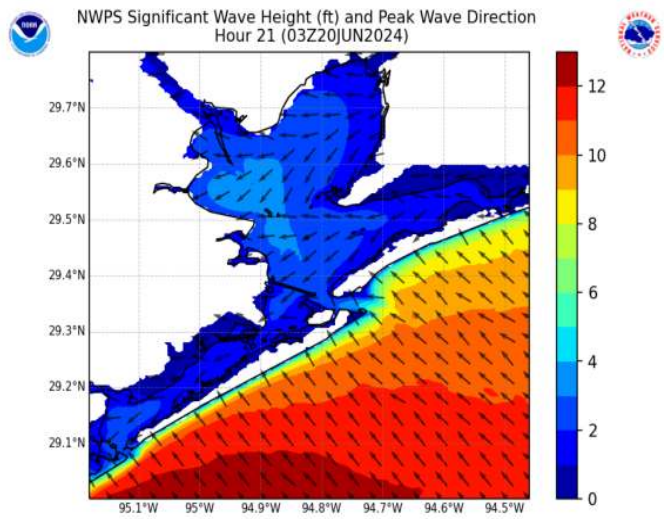 NWPS Significant Wave Height (ft) and Peak Wave Direction
Hour 21 (03Z20JUN2024)
29.7°N
29.6°N
29.5°N
29.4°N
29.3°N
29.2°N
29.1°N
95.1°W 95°W 94.9°W 94.8°W 94.7°W 94.6°W 94.5°W
12
10
8
6
4
2
0